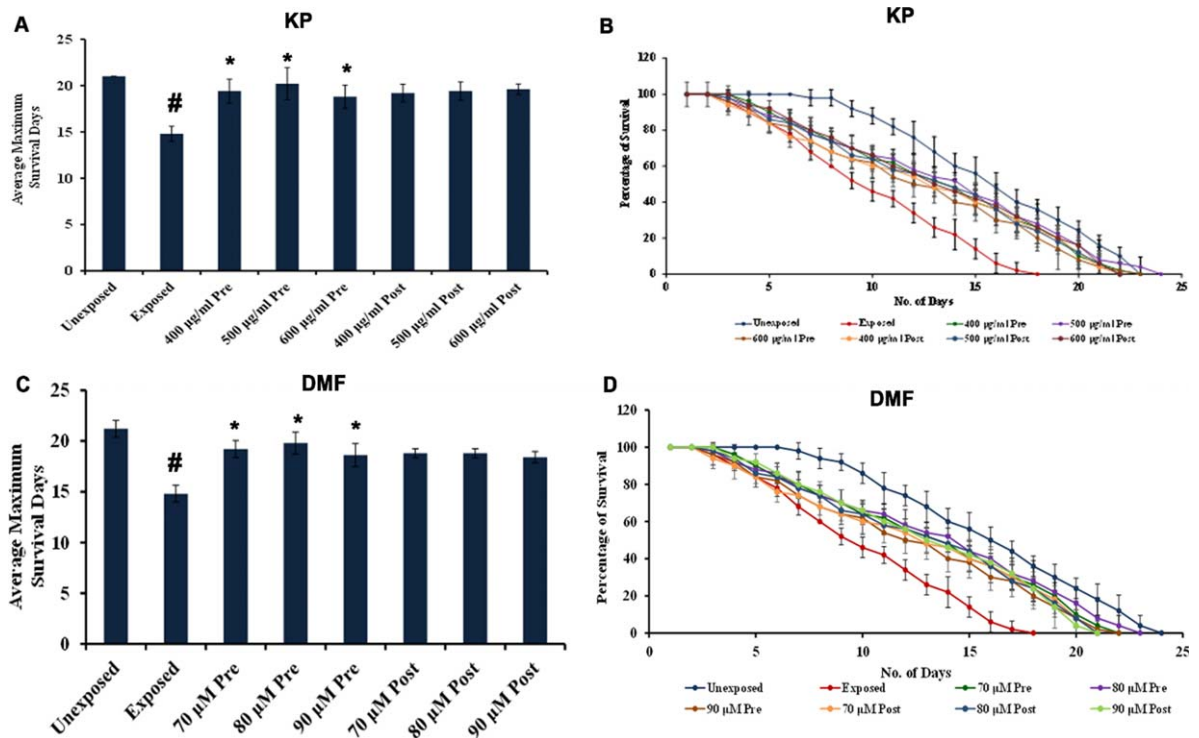 A
KP
25
20
15
10
5
0
Average Maximum
Survival Days
#
*
*
*
Unexposed
Exposed
400 µg/ml Pre
500 µg/ml Pre
600 µg/ml Pre
400 µg/ml Post
500 µg/ml Post
600 µg/ml Post
B
KP
120
100
80
60
40
20
0
Percentage of Survival
0 5 10 15 20 25
No. of Days
Unexposed Exposed 400 µg/ml Pre 500 µg/ml Pre
600 µg/ml Pre 400 µg/ml Post 500 µg/ml Post 600 µg/ml Post
C
DMF
25
20
15
10
5
0
Average Maximum
Survival Days
#
*
*
*
Unexposed
Exposed
70 µM Pre
80 µM Pre
90 µM Pre
70 µM Post
80 µM Post
90 µM Post
D
DMF
120
100
80
60
40
20
0
Percentage of Survival
0 5 10 15 20 25
No. of Days
Unexposed Exposed 70 µM Pre 80 µM Pre
90 µM Pre 70 µM Post 80 µM Post 90 µM Post